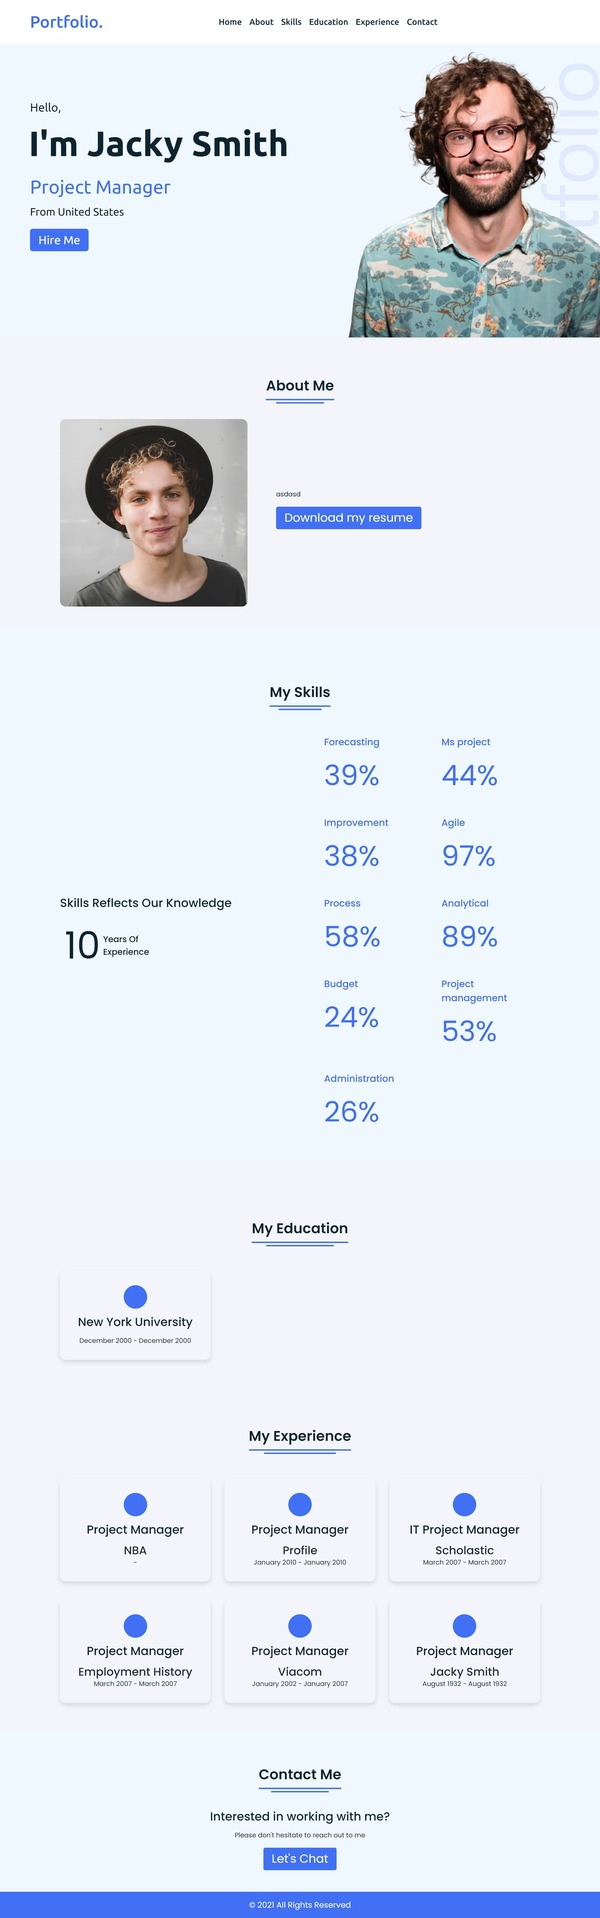 Portfolio.
Home About Skills Education Experience Contact
tfolio
Hello,
I'm Jacky Smith
Project Manager
From United States
Hire Me
About Me
asdasd
Download my resume
My Skills
Skills Reflects Our Knowledge
10 Years Of
Experience
Forecasting
39%
Ms project
44%
Improvement
38%
Agile
97%
Process
58%
Analytical
89%
Budget
24%
Project
management
53%
Administration
26%
My Education
New York University
December 2000 - December 2000
My Experience
Project Manager
NBA
-
Project Manager
Profile
January 2010 - January 2010
IT Project Manager
Scholastic
March 2007 - March 2007
Project Manager
Employment History
March 2007 - March 2007
Project Manager
Viacom
January 2002 - January 2007
Project Manager
Jacky Smith
August 1932 - August 1932
Contact Me
Interested in working with me?
Please don't hesitate to reach out to me
Let's Chat
© 2021 All Rights Reserved